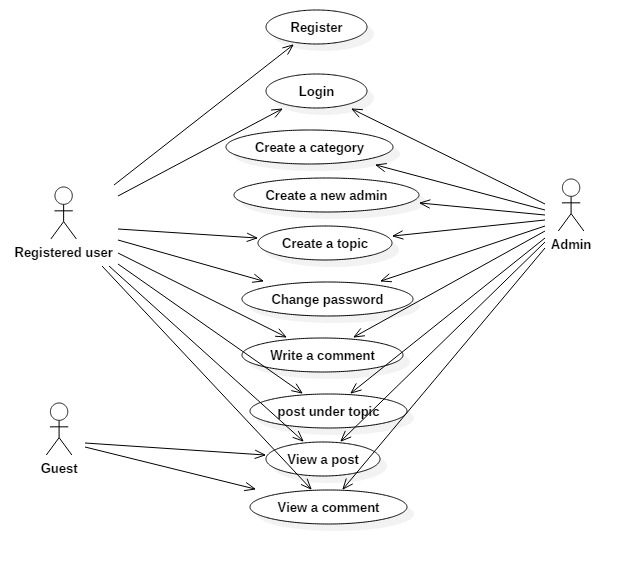 Register
Login
Create a category
Create a new admin
Create a topic
Registered user
Admin
Change password
Write a comment
post under topic
View a post
Guest
View a comment